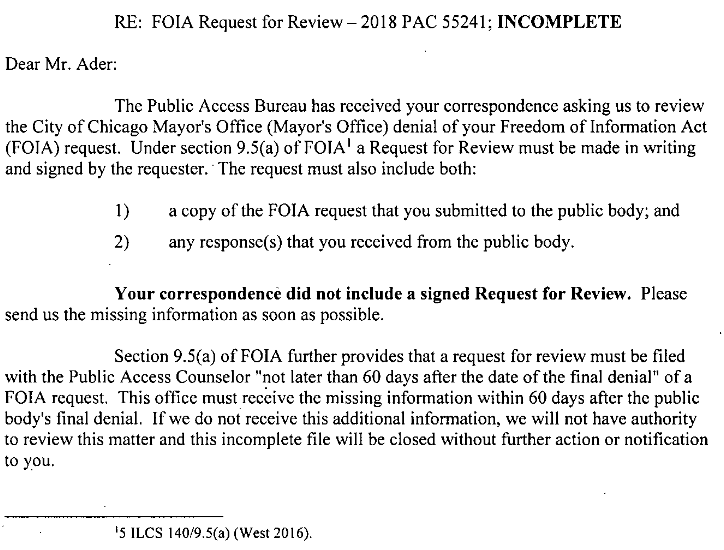 RE: FOIA Request for Review – 2018 PAC 55241; INCOMPLETE
Dear Mr. Ader:
The Public Access Bureau has received your correspondence asking us to review
the City of Chicago Mayor's Office (Mayor's Office) denial of your Freedom of Information Act
(FOIA) request. Under section 9.5(a) of FOIA¹ a Request for Review must be made in writing
and signed by the requester. The request must also include both:
1) a copy of the FOIA request that you submitted to the public body; and
2) any response(s) that you received from the public body.
Your correspondence did not include a signed Request for Review. Please
send us the missing information as soon as possible.
Section 9.5(a) of FOIA further provides that a request for review must be filed
with the Public Access Counselor "not later than 60 days after the date of the final denial" of a
FOIA request. This office must receive the missing information within 60 days after the public
body's final denial. If we do not receive this additional information, we will not have authority
to review this matter and this incomplete file will be closed without further action or notification
to you.
¹5 ILCS 140/9.5(a) (West 2016).